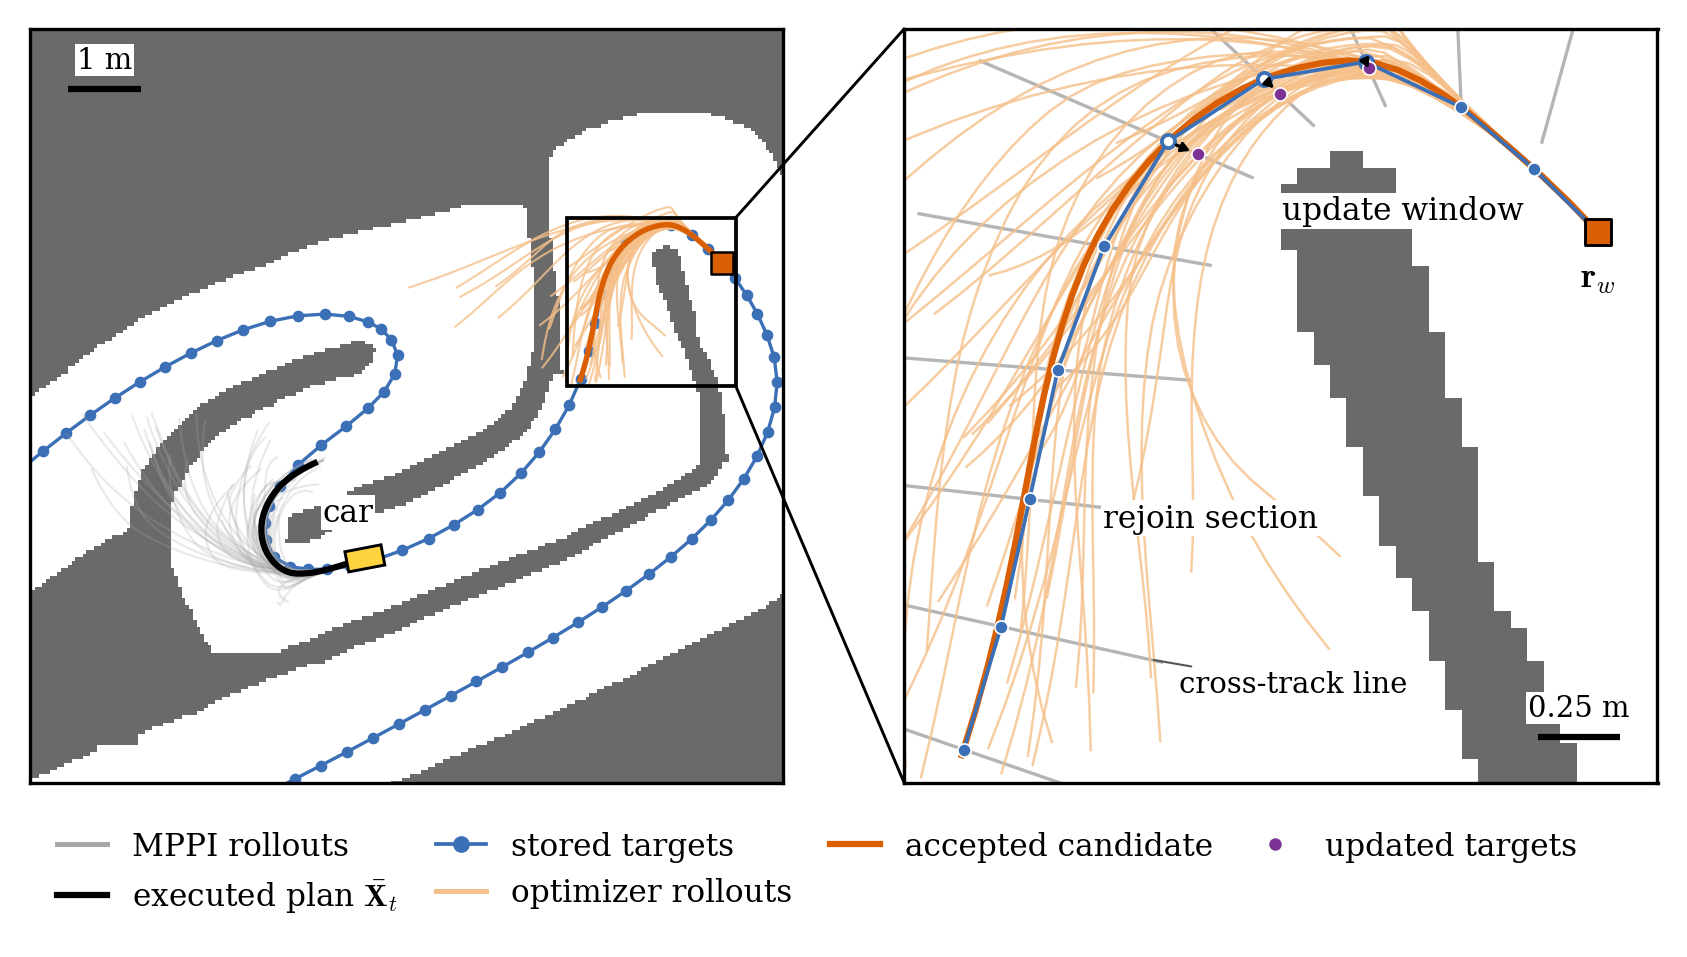 1 m
car
update window
𝐫_w
rejoin section
cross-track line
0.25 m
MPPI rollouts
executed plan X̄_t
stored targets
optimizer rollouts
accepted candidate
updated targets